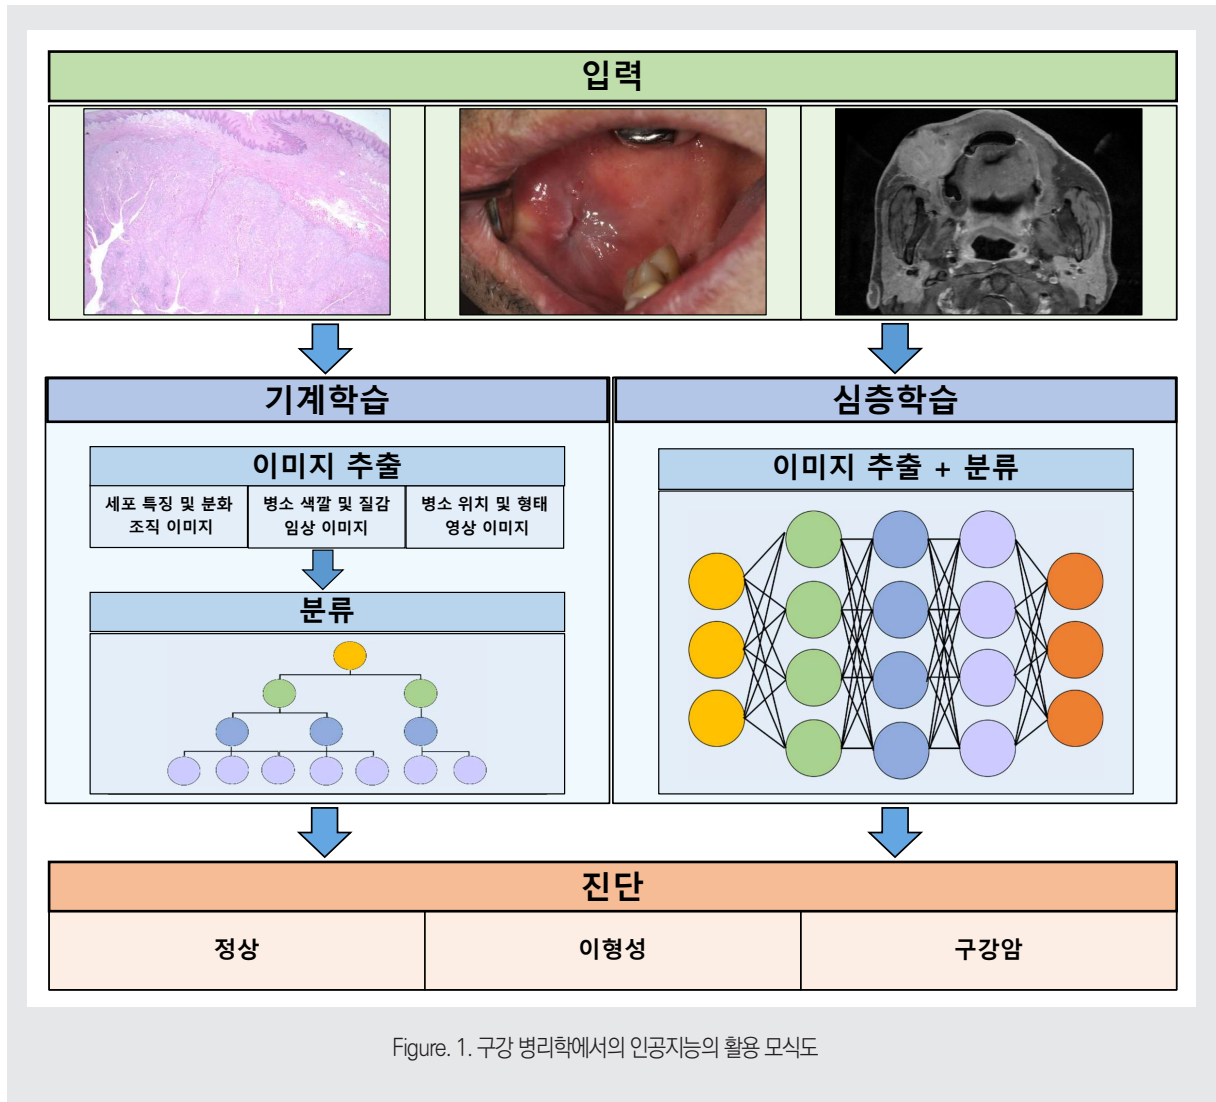 입력
기계학습
심층학습
이미지 추출
세포 특징 및 분화
조직 이미지
병소 색깔 및 질감
임상 이미지
병소 위치 및 형태
영상 이미지
분류
이미지 추출 + 분류
진단
정상
이형성
구강암
Figure. 1. 구강 병리학에서의 인공지능의 활용 모식도